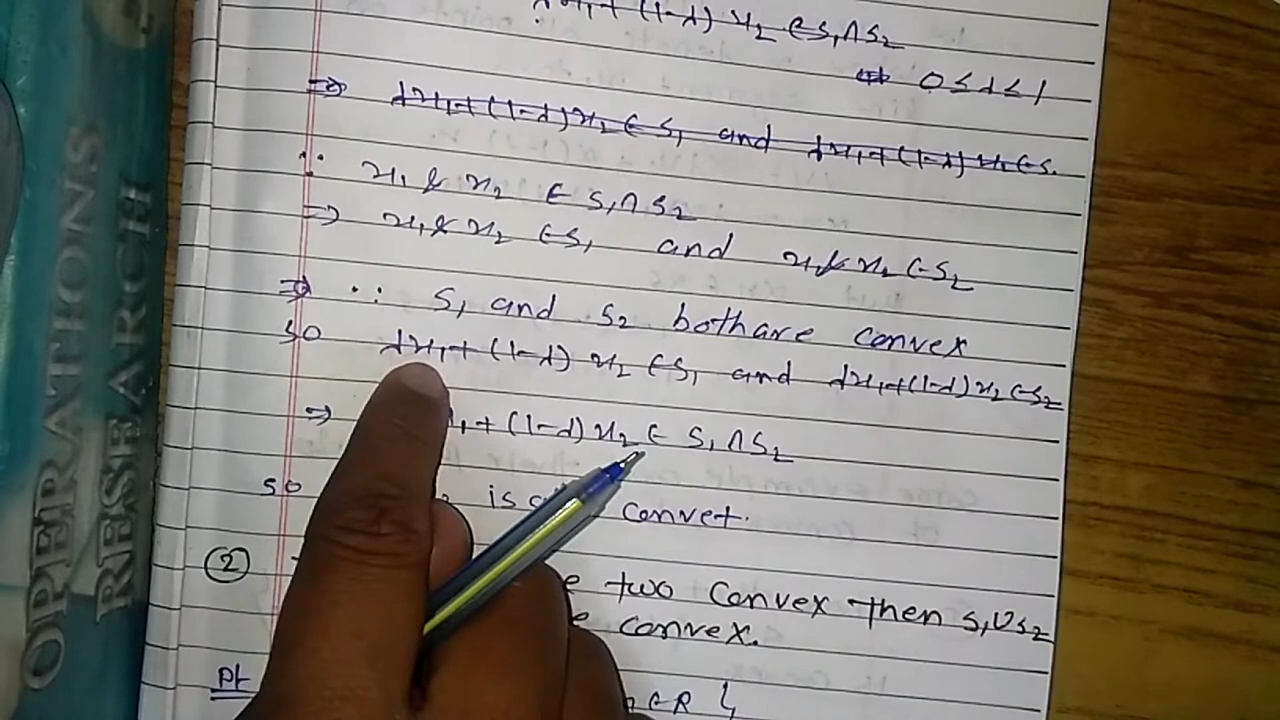 λx₁+(1-λ) x₂ ∈ S₁∩S₂
0≤λ≤1
⇒ λx₁+(1-λ)x₂ ∈ S₁ and λx₁+(1-λ)x₂∈S.
∵ x₁ & x₂ ∈ S₁∩S₂
⇒ x₁&x₂ ∈S₁ and x₁&x₂ ∈S₂
⇒ ∵ S₁ and S₂ both are convex
so λx₁+(1-λ) x₂ ∈S₁ and λx₁+(1-λ)x₂∈S₂
⇒ x₁+(1-λ)x₂ ∈ S₁∩S₂
so is convet.
② two convex then S₁∪S₂
convex.
Pf ∈R
OPERATIONS
RESEARCH